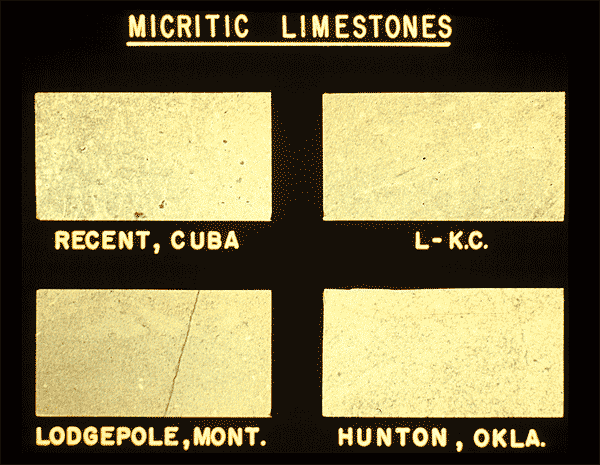 MICRITIC LIMESTONES
RECENT, CUBA
L-K.C.
LODGEPOLE, MONT.
HUNTON, OKLA.